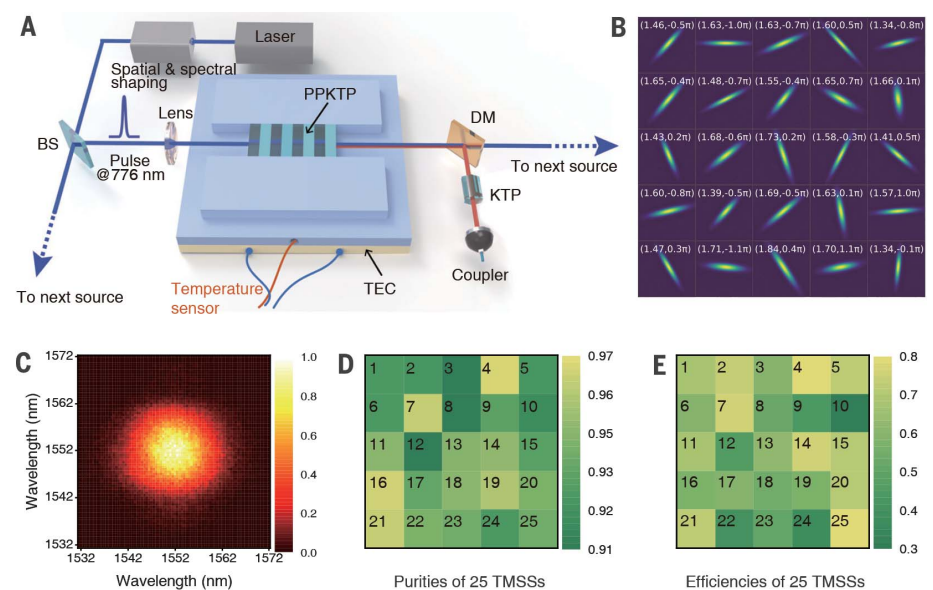 A
Laser
Spatial & spectral
shaping
PPKTP
Lens
BS
DM
Pulse
@776 nm
To next source
KTP
Coupler
TEC
To next source
Temperature
sensor
B
(1.46,-0.5π) (1.63,-1.0π) (1.63,-0.7π) (1.60,0.5π) (1.34,-0.8π)
(1.65,-0.4π) (1.48,-0.7π) (1.55,-0.4π) (1.65,0.7π) (1.66,0.1π)
(1.43,0.2π) (1.68,-0.6π) (1.73,0.2π) (1.58,-0.3π) (1.41,0.5π)
(1.60,-0.8π) (1.39,-0.5π) (1.69,-0.5π) (1.63,0.1π) (1.57,1.0π)
(1.47,0.3π) (1.71,-1.1π) (1.84,0.4π) (1.70,1.1π) (1.34,-0.1π)
C
Wavelength (nm)
1572
1562
1552
1542
1532
1532 1542 1552 1562 1572
Wavelength (nm)
1.0
0.8
0.6
0.4
0.2
0.0
D
1 2 3 4 5
6 7 8 9 10
11 12 13 14 15
16 17 18 19 20
21 22 23 24 25
0.97
0.96
0.95
0.93
0.92
0.91
Purities of 25 TMSSs
E
1 2 3 4 5
6 7 8 9 10
11 12 13 14 15
16 17 18 19 20
21 22 23 24 25
0.8
0.7
0.6
0.5
0.4
0.3
Efficiencies of 25 TMSSs